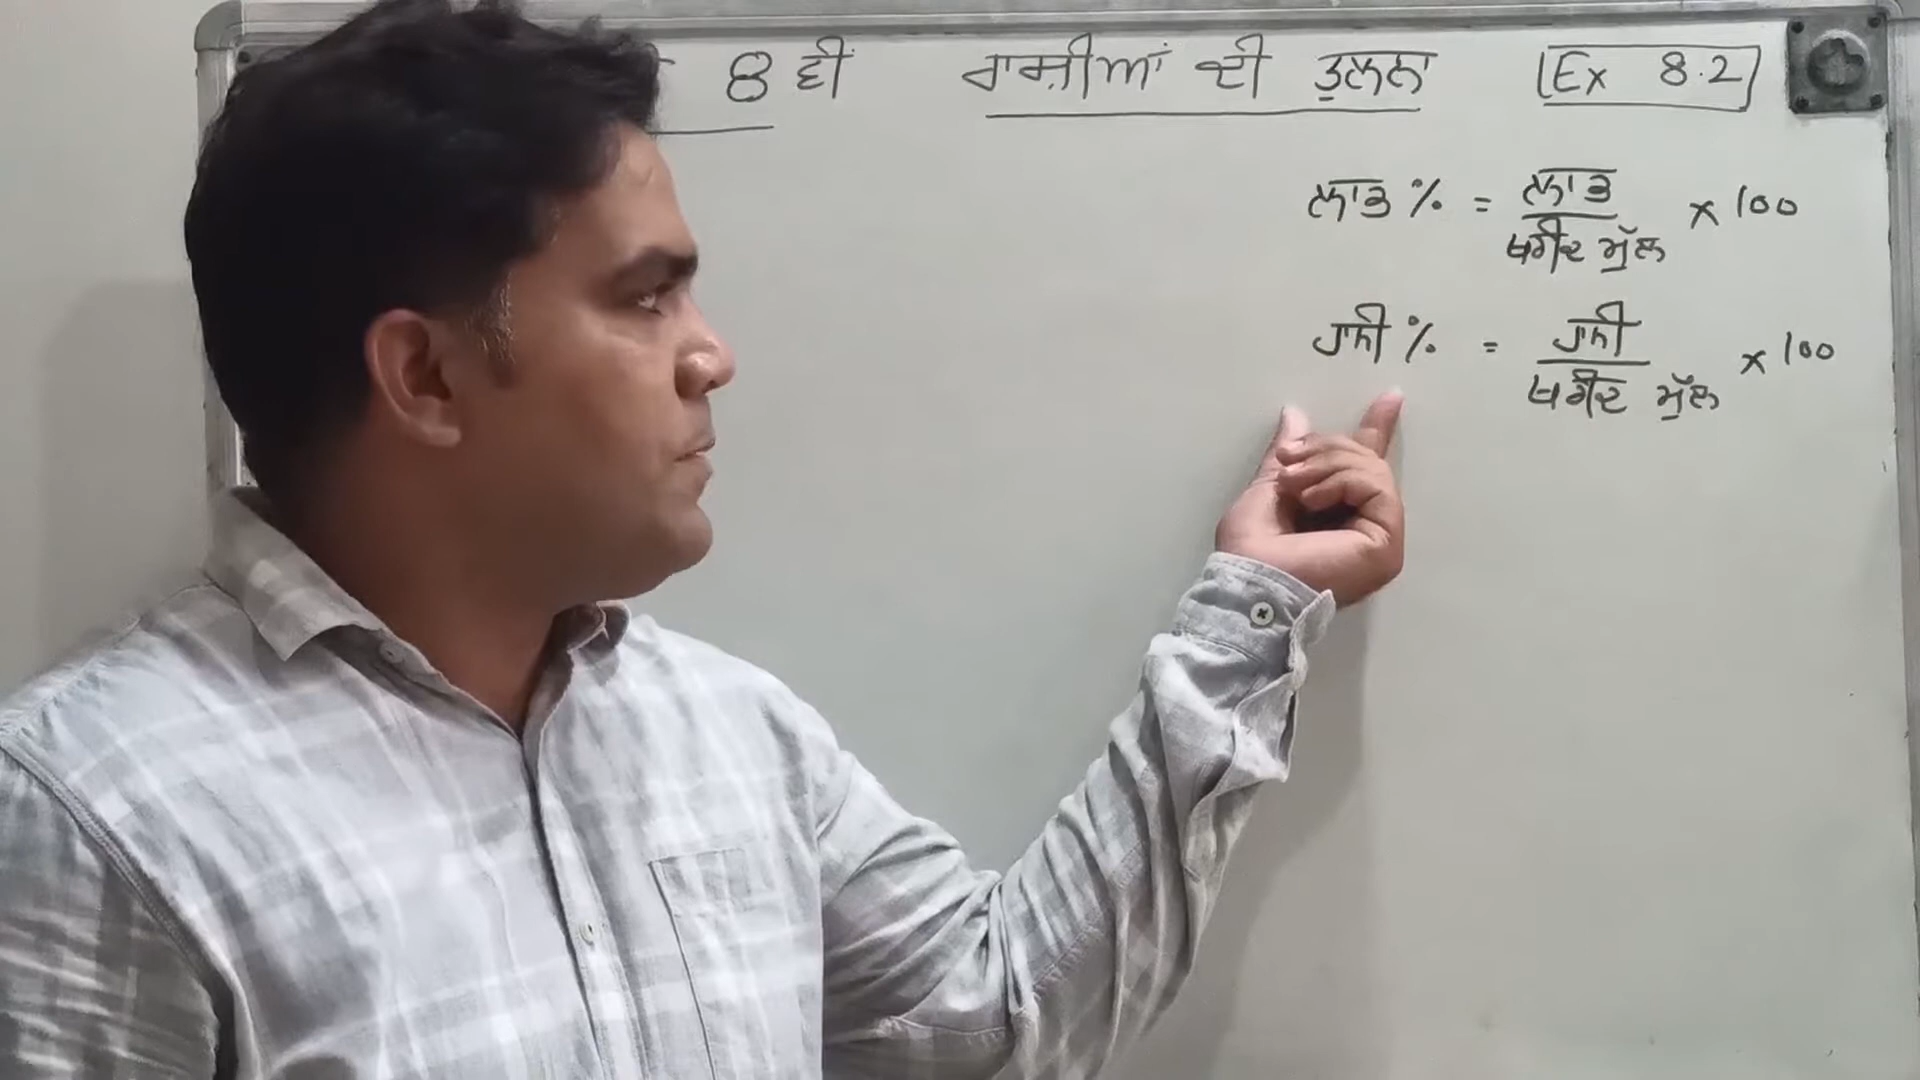 8 ਵੀਂ ਰਾਸ਼ੀਆਂ ਦੀ ਤੁਲਨਾ Ex 8.2
ਲਾਭ % = ਲਾਭ / ਖਰੀਦ ਮੁੱਲ × 100
ਹਾਨੀ % = ਹਾਨੀ / ਖਰੀਦ ਮੁੱਲ × 100